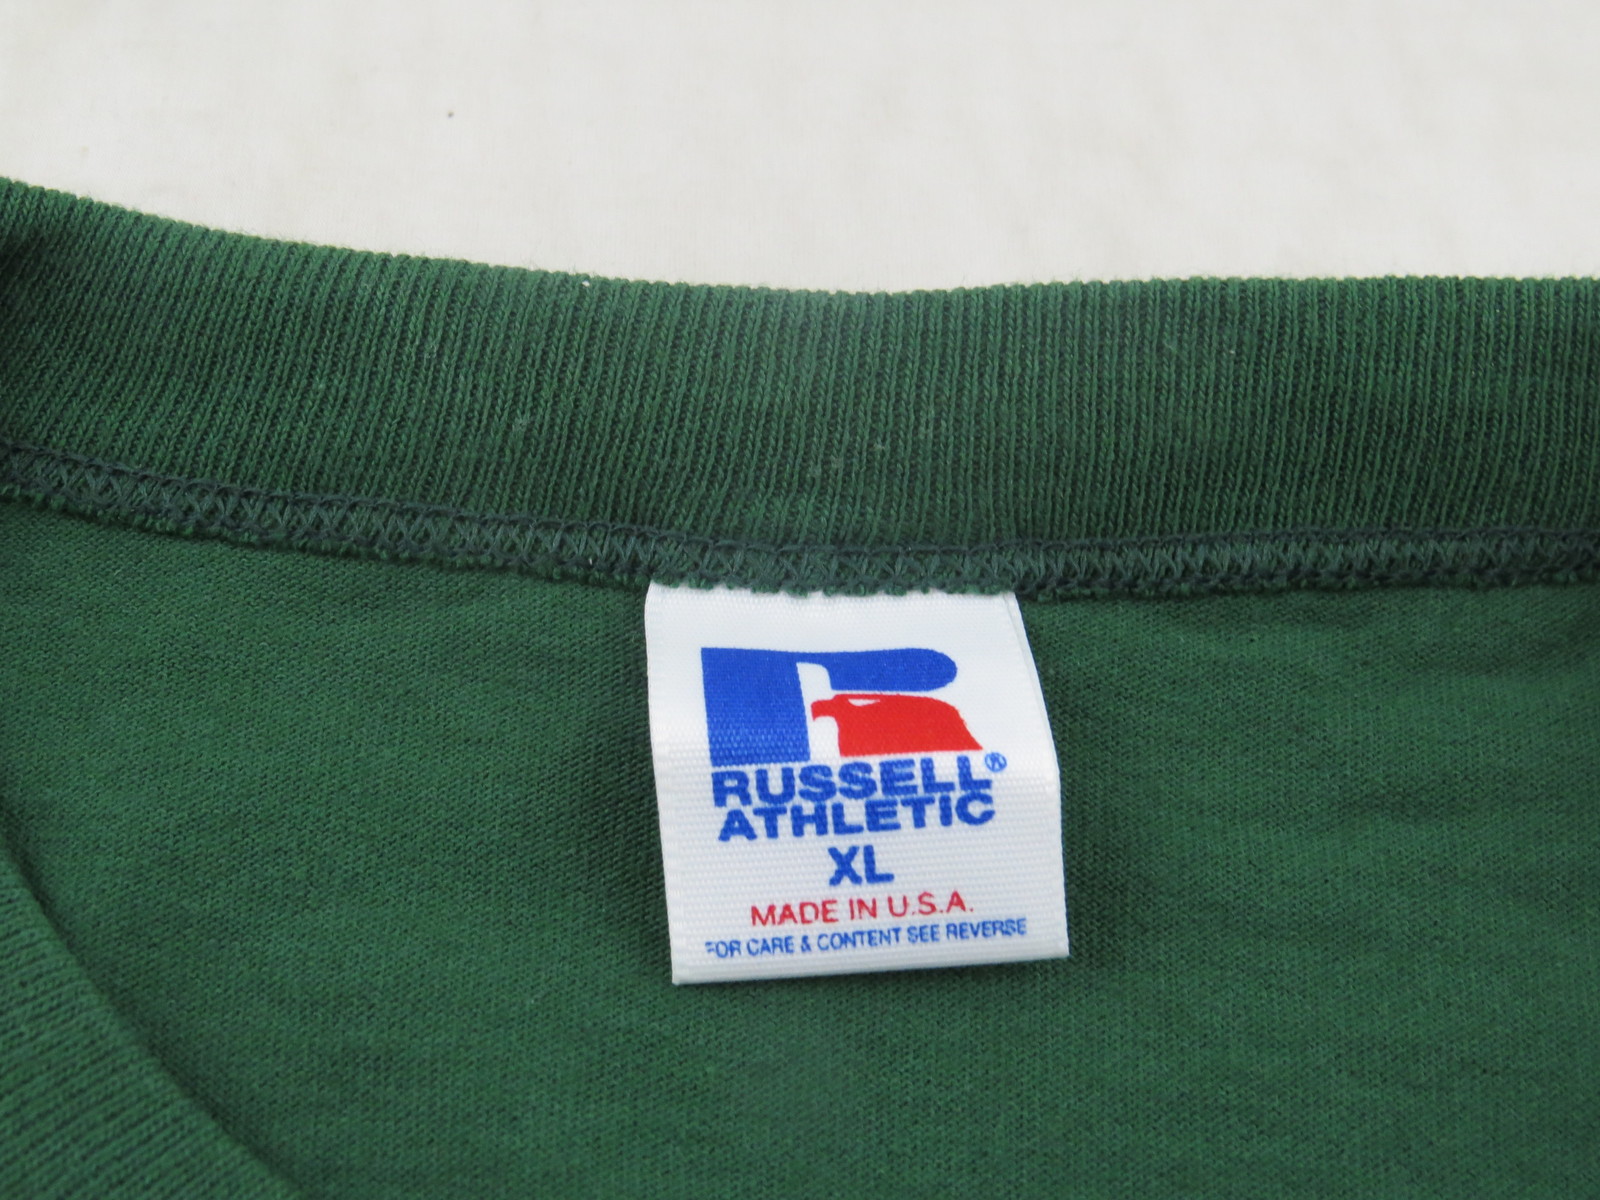 R
RUSSELL®
ATHLETIC
XL
MADE IN U.S.A.
FOR CARE & CONTENT SEE REVERSE